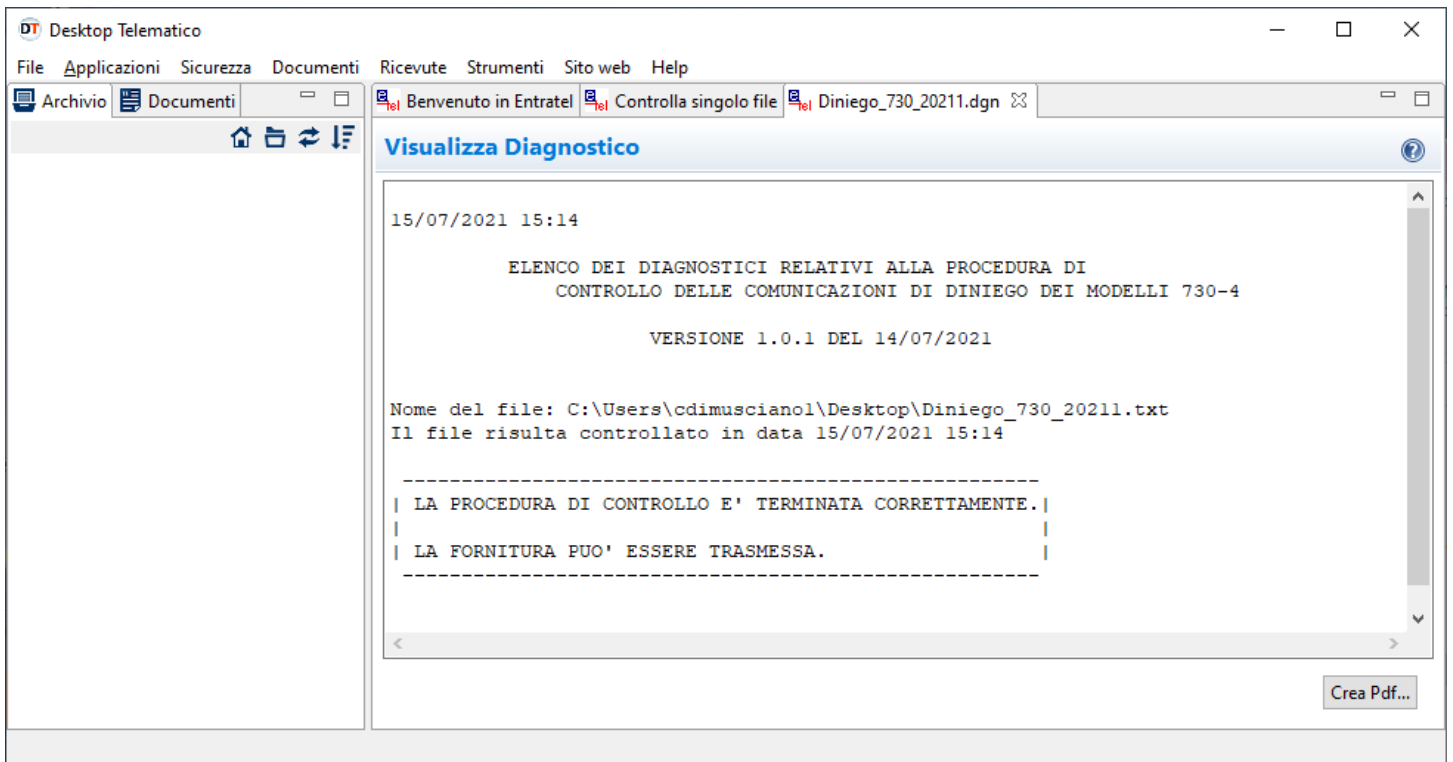 DT Desktop Telematico
File Applicazioni Sicurezza Documenti Ricevute Strumenti Sito web Help
Archivio Documenti
Benvenuto in Entratel Controlla singolo file Diniego_730_20211.dgn
Visualizza Diagnostico
15/07/2021 15:14
ELENCO DEI DIAGNOSTICI RELATIVI ALLA PROCEDURA DI
CONTROLLO DELLE COMUNICAZIONI DI DINIEGO DEI MODELLI 730-4
VERSIONE 1.0.1 DEL 14/07/2021
Nome del file: C:\Users\cdimusciano1\Desktop\Diniego_730_20211.txt
Il file risulta controllato in data 15/07/2021 15:14
------------------------------------------------------
| LA PROCEDURA DI CONTROLLO E' TERMINATA CORRETTAMENTE.|
| |
| LA FORNITURA PUO' ESSERE TRASMESSA. |
------------------------------------------------------
Crea Pdf...